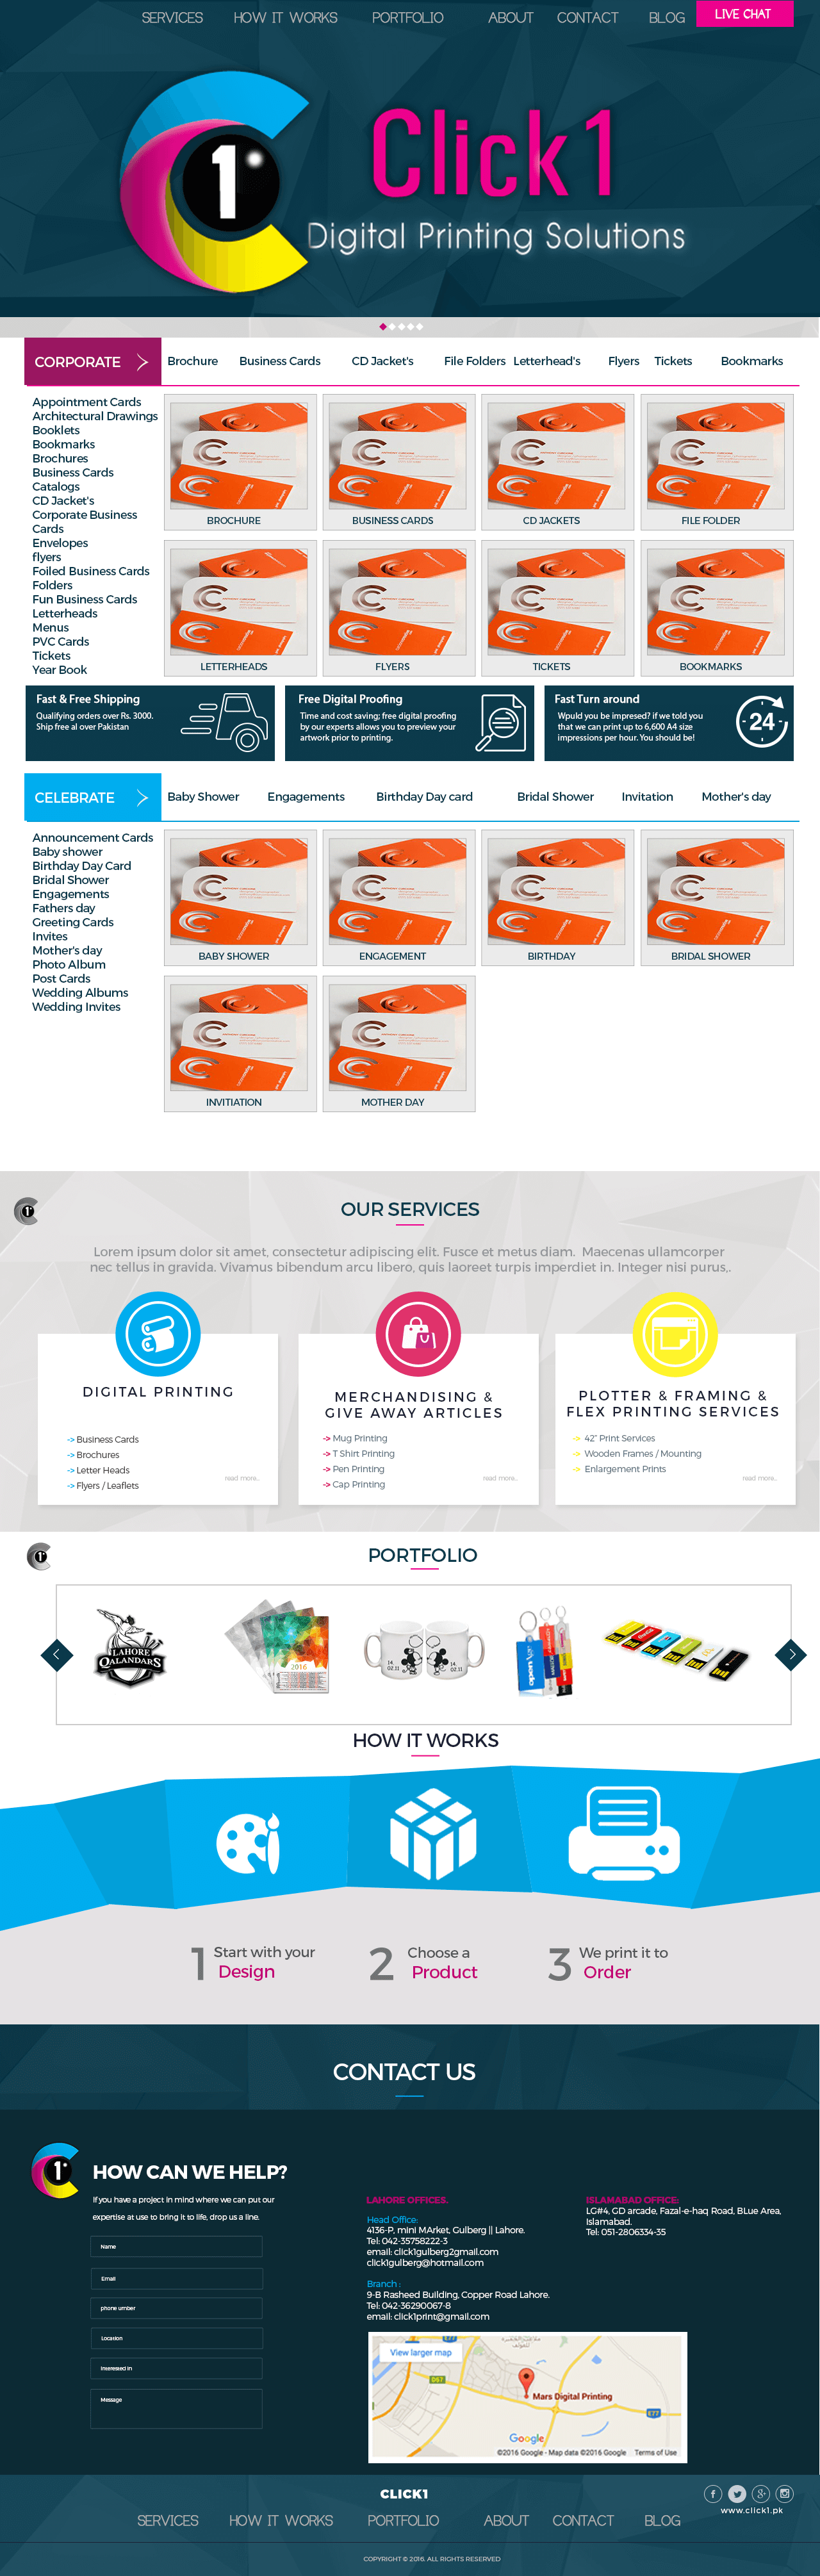 SERVICES HOW IT WORKS PORTFOLIO ABOUT CONTACT BLOG LIVE CHAT
1
Click1
Digital Printing Solutions
CORPORATE Brochure Business Cards CD Jacket's File Folders Letterhead's Flyers Tickets Bookmarks
Appointment Cards
Architectural Drawings
Booklets
Bookmarks
Brochures
Business Cards
Catalogs
CD Jacket's
Corporate Business
Cards
Envelopes
flyers
Foiled Business Cards
Folders
Fun Business Cards
Letterheads
Menus
PVC Cards
Tickets
Year Book
BROCHURE BUSINESS CARDS CD JACKETS FILE FOLDER
LETTERHEADS FLYERS TICKETS BOOKMARKS
Fast & Free Shipping
Qualifying orders over Rs. 3000.
Ship free al over Pakistan
Free Digital Proofing
Time and cost saving; free digital proofing
by our experts allows you to preview your
artwork prior to printing.
Fast Turn around
Wpuld you be impresed? if we told you
that we can print up to 6,600 A4 size
impressions per hour. You should be!
24
CELEBRATE Baby Shower Engagements Birthday Day card Bridal Shower Invitation Mother's day
Announcement Cards
Baby shower
Birthday Day Card
Bridal Shower
Engagements
Fathers day
Greeting Cards
Invites
Mother's day
Photo Album
Post Cards
Wedding Albums
Wedding Invites
BABY SHOWER ENGAGEMENT BIRTHDAY BRIDAL SHOWER
INVITIATION MOTHER DAY
1
OUR SERVICES
Lorem ipsum dolor sit amet, consectetur adipiscing elit. Fusce et metus diam. Maecenas ullamcorper
nec tellus in gravida. Vivamus bibendum arcu libero, quis laoreet turpis imperdiet in. Integer nisi purus,.
DIGITAL PRINTING
-> Business Cards
-> Brochures
-> Letter Heads
-> Flyers / Leaflets
read more...
MERCHANDISING &
GIVE AWAY ARTICLES
-> Mug Printing
-> T Shirt Printing
-> Pen Printing
-> Cap Printing
read more...
PLOTTER & FRAMING &
FLEX PRINTING SERVICES
-> 42" Print Services
-> Wooden Frames / Mounting
-> Enlargement Prints
read more...
1
PORTFOLIO
LAHORE
QALANDARS
2016
14.
02.11
14.
02.11
HOW IT WORKS
1 Start with your
Design
2 Choose a
Product
3 We print it to
Order
CONTACT US
1
HOW CAN WE HELP?
If you have a project in mind where we can put our
expertise at use to bring it to life, drop us a line.
Name
Email
phone umber
Location
Interessed in
Message
LAHORE OFFICES.
Head Office:
4136-P, mini MArket, Gulberg || Lahore.
Tel: 042-35758222-3
email: click1gulberg2gmail.com
click1gulberg@hotmail.com
Branch :
9-B Rasheed Building, Copper Road Lahore.
Tel: 042-36290067-8
email: click1print@gmail.com
ISLAMABAD OFFICE:
LG#4, GD arcade, Fazal-e-haq Road, BLue Area,
Islamabad.
Tel: 051-2806334-35
View larger map
D67
E77
E77
Mars Digital Printing
Google
©2016 Google - Map data ©2016 Google Terms of Use
CLICK1
www.click1.pk
SERVICES HOW IT WORKS PORTFOLIO ABOUT CONTACT BLOG
COPYRIGHT © 2016. ALL RIGHTS RESERVED